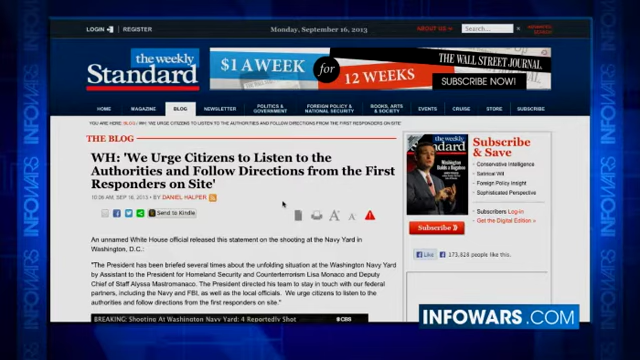 LOGIN
REGISTER
Monday, September 16, 2013
ABOUT US
Search...
ADVANCED SEARCH
the weekly
Standard
$1 A WEEK for 12 WEEKS
THE WALL STREET JOURNAL.
SUBSCRIBE NOW!
HOME
MAGAZINE
BLOG
NEWSLETTER
POLITICS & GOVERNMENT
FOREIGN POLICY & NATIONAL SECURITY
BOOKS, ARTS & SOCIETY
EVENTS
CRUISE
STORE
SUBSCRIBE
YOU ARE HERE: BLOG / WH: 'WE URGE CITIZENS TO LISTEN TO THE AUTHORITIES AND FOLLOW DIRECTIONS FROM THE FIRST RESPONDERS ON SITE'
THE BLOG
WH: 'We Urge Citizens to Listen to the
Authorities and Follow Directions from the First
Responders on Site'
SEP 16, 2013 • BY DANIEL HALPER
Send to Kindle
An unnamed White House official released this statement on the shooting at the Navy Yard in
Washington, D.C.:
"The President has been briefed several times about the unfolding situation at the Washington Navy Yard
by Assistant to the President for Homeland Security and Counterterrorism Lisa Monaco and Deputy
Chief of Staff Alyssa Mastromonaco. The President directed his team to stay in touch with our federal
partners, including the Navy and FBI, as well as the local officials. We urge citizens to listen to the
authorities and follow directions from the first responders on site."
BREAKING: Shooting At Washington Navy Yard: 4 Reportedly Shot
CBS
the weekly
Standard
Subscribe
Subscribe & Save
Conservative Intelligence
Satirical Wit
Foreign Policy Insight
Sophisticated Perspective
Subscribers Log-in
Get the Digital Edition »
Like
people like this.
INFOWARS.COM
INFOWARS
INFOWARS
INFOWARS
INFOWARS